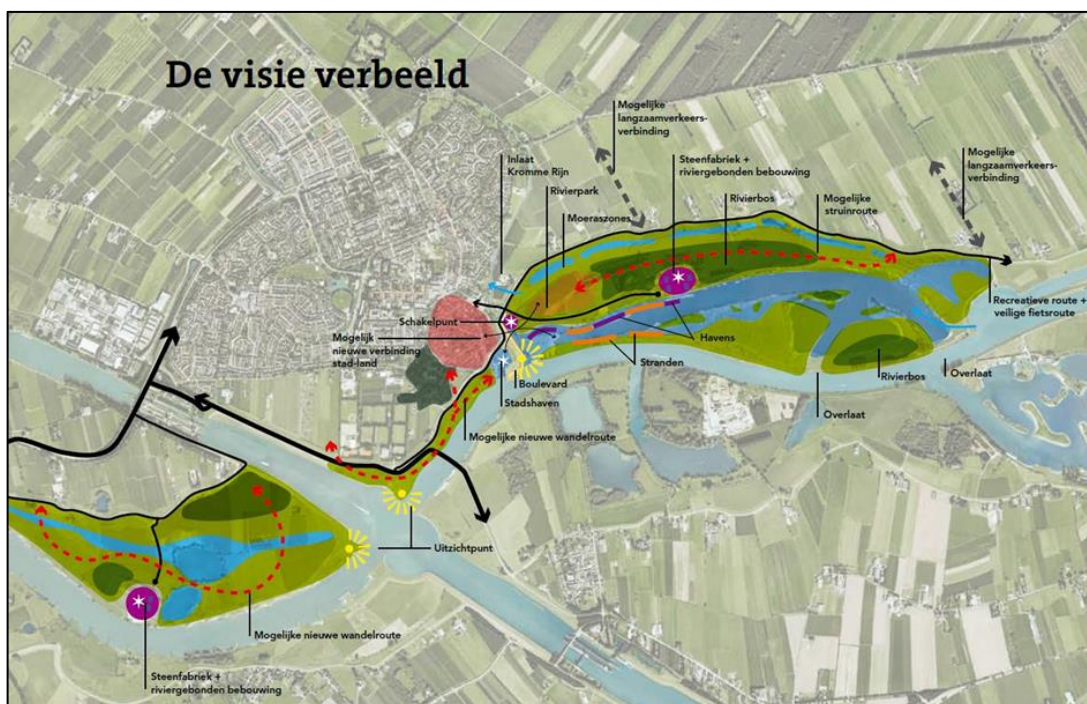 De visie verbeeld
Mogelijke
langzaamverkeers-
verbinding
Inlaat
Kromme Rijn
Rivierpark
Moeraszones
Steenfabriek +
riviergebonden bebouwing
Rivierbos
Mogelijke
struinroute
Mogelijke
langzaamverkeers-
verbinding
Recreatieve route +
veilige fietsroute
Schakelpunt
Mogelijk
nieuwe verbinding
stad-land
Havens
Stranden
Boulevard
Stadshaven
Rivierbos
Overlaat
Overlaat
Mogelijke nieuwe wandelroute
Uitzichtpunt
Mogelijke nieuwe wandelroute
Steenfabriek +
riviergebonden bebouwing